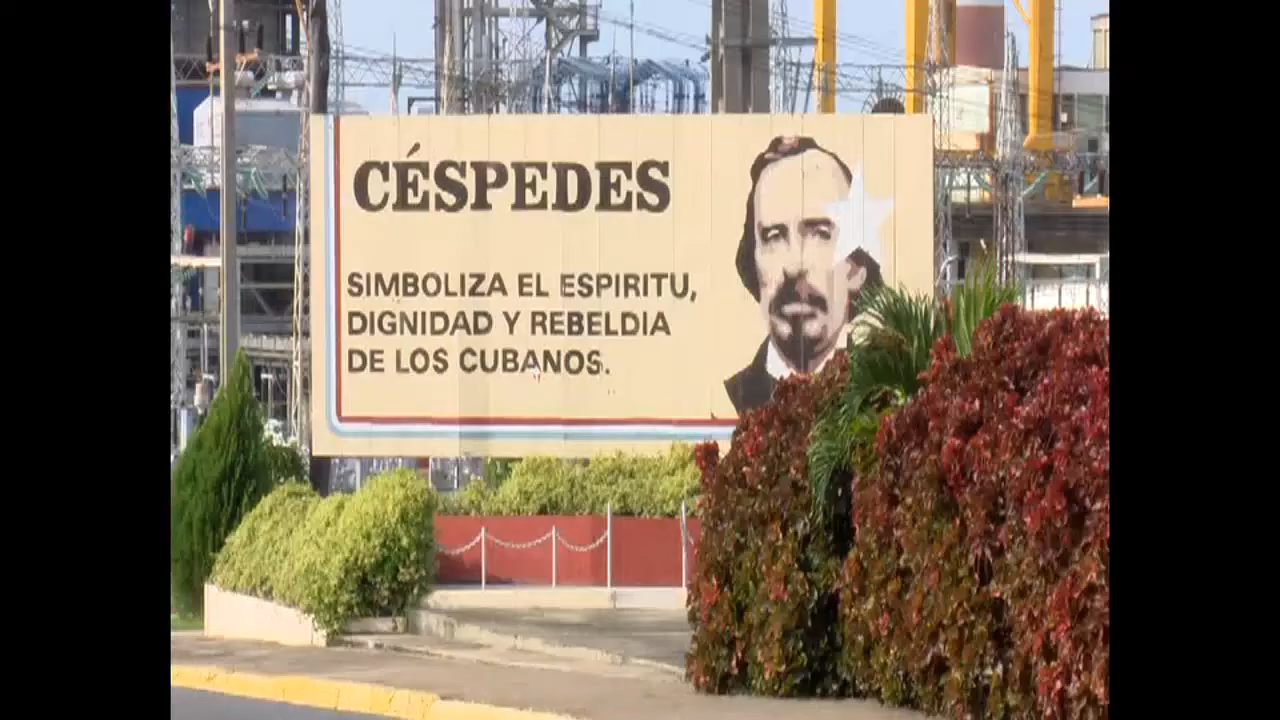 CÉSPEDES
SIMBOLIZA EL ESPIRITU,
DIGNIDAD Y REBELDIA
DE LOS CUBANOS.